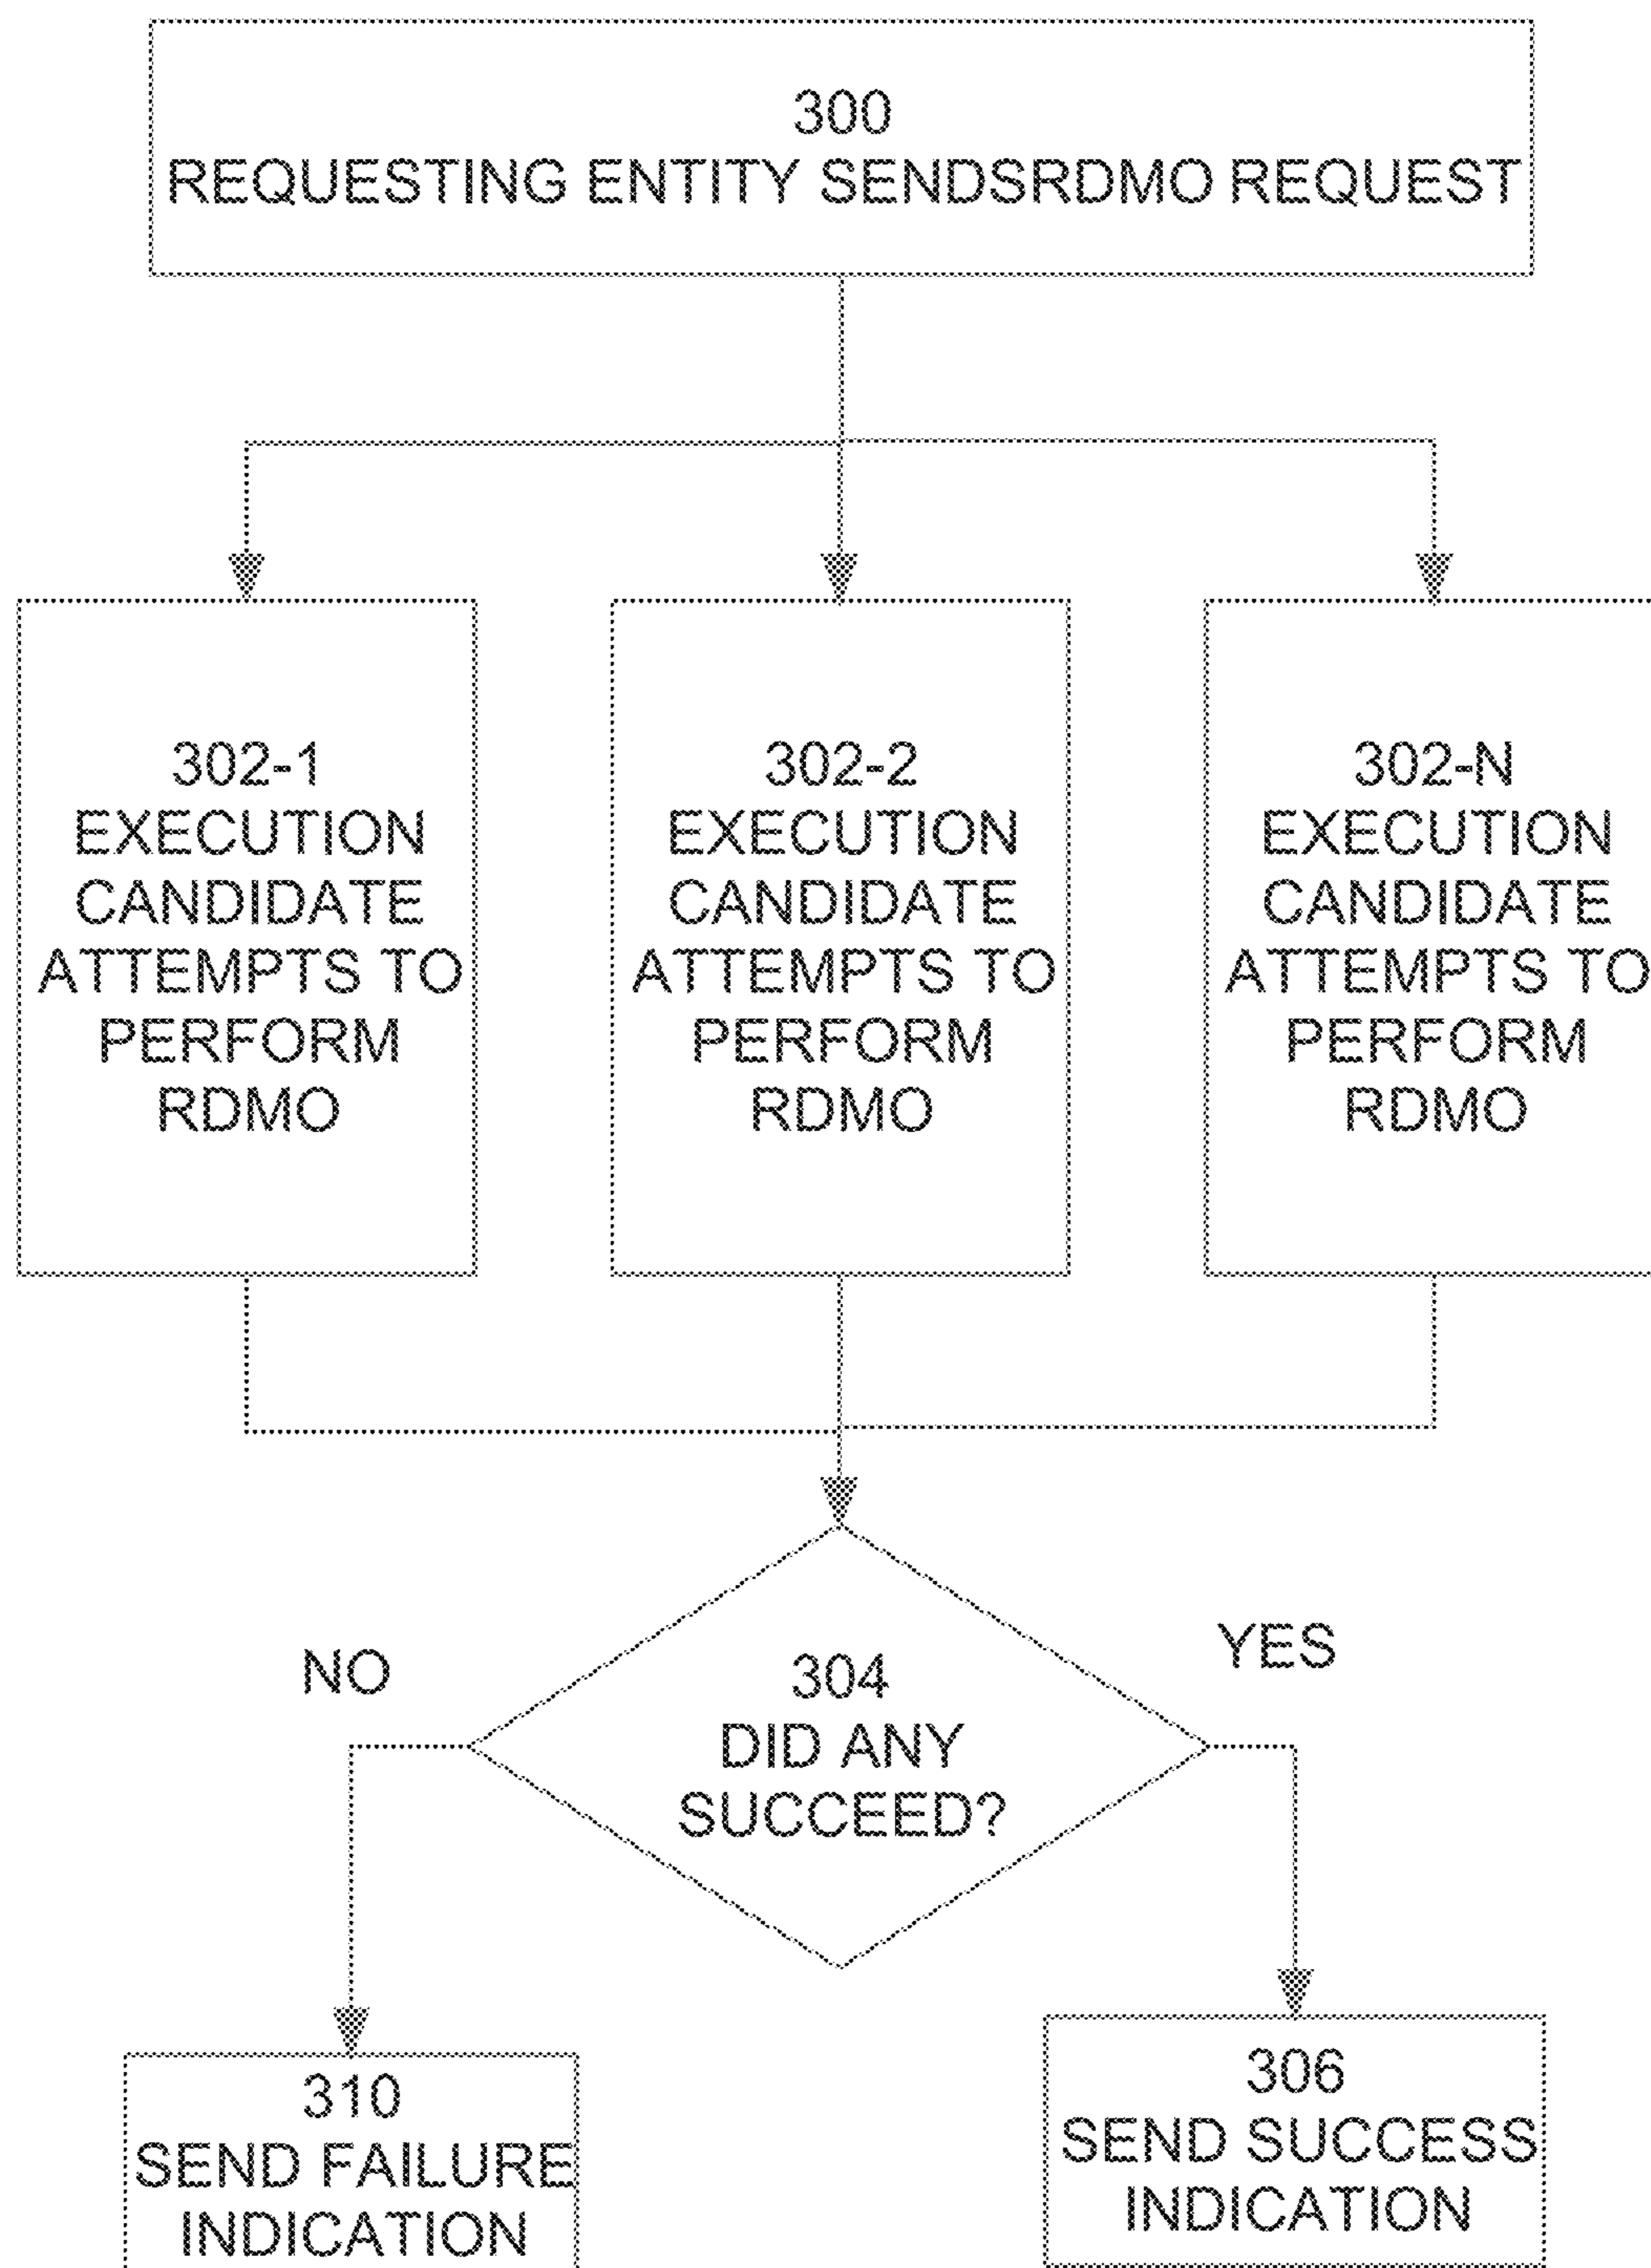 300
REQUESTING ENTITY SENDSRDMO REQUEST
302-1
EXECUTION
CANDIDATE
ATTEMPTS TO
PERFORM
RDMO
302-2
EXECUTION
CANDIDATE
ATTEMPTS TO
PERFORM
RDMO
302-N
EXECUTION
CANDIDATE
ATTEMPTS TO
PERFORM
RDMO
NO
304
DID ANY
SUCCEED?
YES
310
SEND FAILURE
INDICATION
306
SEND SUCCESS
INDICATION